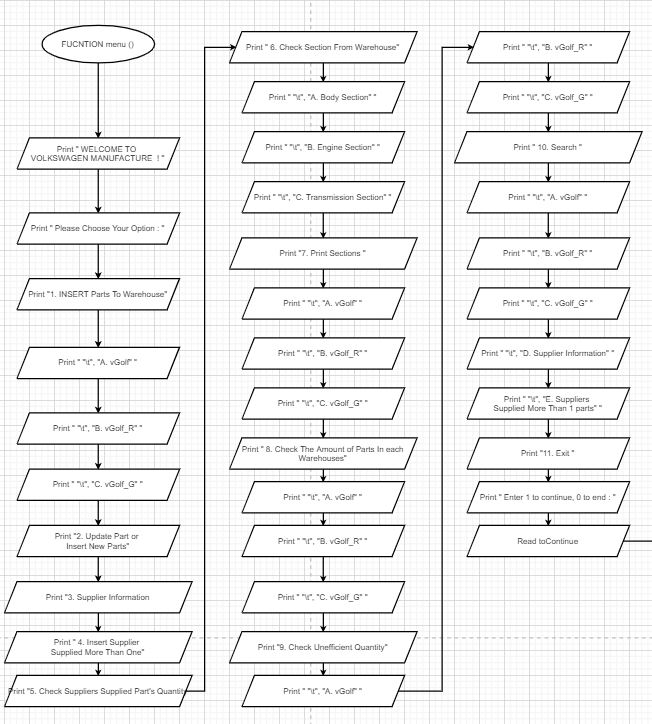 FUCNTION menu ()
Print " WELCOME TO
VOLKSWAGEN MANUFACTURE ! "
Print " Please Choose Your Option : "
Print "1. INSERT Parts To Warehouse"
Print " "\t", "A. vGolf" "
Print " "\t", "B. vGolf_R" "
Print " "\t", "C. vGolf_G" "
Print "2. Update Part or
Insert New Parts"
Print "3. Supplier Information
Print " 4. Insert Supplier
Supplied More Than One"
Print "5. Check Suppliers Supplied Part's Quantity
Print " 6. Check Section From Warehouse"
Print " "\t", "A. Body Section" "
Print " "\t", "B. Engine Section" "
Print " "\t", "C. Transmission Section"
Print "7. Print Sections "
Print " "\t", "A. vGolf" "
Print " "\t", "B. vGolf_R" "
Print " "\t", "C. vGolf_G" "
Print " 8. Check The Amount of Parts In each
Warehouses"
Print " "\t", "A. vGolf" "
Print " "\t", "B. vGolf_R" "
Print " "\t", "C. vGolf_G" "
Print "9. Check Unefficient Quantity"
Print " "\t", "A. vGolf" "
Print " "\t", "B. vGolf_R" "
Print " "\t", "C. vGolf_G" "
Print " 10. Search "
Print " "\t", "A. vGolf" "
Print " "\t", "B. vGolf_R" "
Print " "\t", "C. vGolf_G" "
Print " "\t", "D. Supplier Information" "
Print " "\t", "E. Suppliers
Supplied More Than 1 parts" "
Print "11. Exit "
Print " Enter 1 to continue, 0 to end : "
Read toContinue